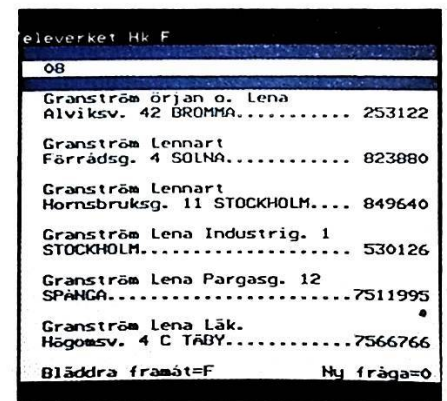 eleverket Hk F
08
Granström örjan o. Lena
Alviksv. 42 BROMMA........... 253122
Granström Lennart
Förrådsg. 4 SOLNA............ 823880
Granström Lennart
Hornsbruksg. 11 STOCKHOLM.... 849640
Granström Lena Industrig. 1
STOCKHOLM.................... 530126
Granström Lena Pargasg. 12
SPÅNGA.......................7511995
Granström Lena Läk.
Hägomsv. 4 C TÄBY............7566766
Bläddra framåt=F Ny fråga=0